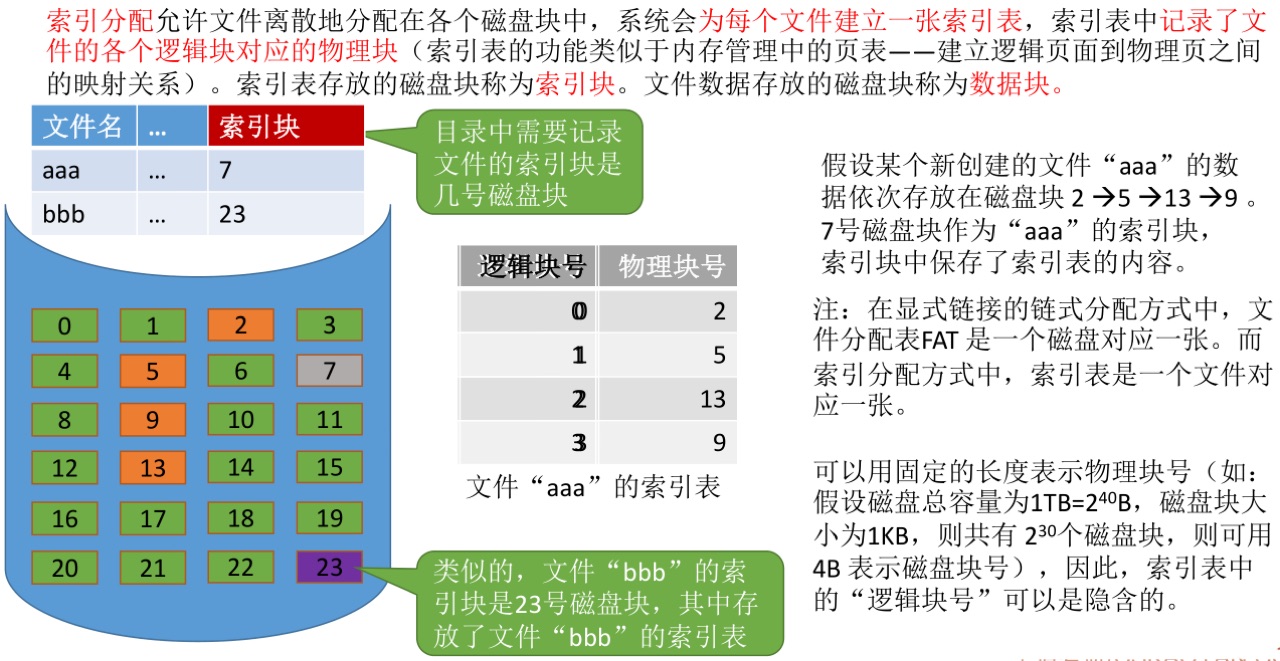 索引分配允许文件离散地分配在各个磁盘块中，系统会为每个文件建立一张索引表，索引表中记录了文
件的各个逻辑块对应的物理块（索引表的功能类似于内存管理中的页表——建立逻辑页面到物理页之间
的映射关系）。索引表存放的磁盘块称为索引块。文件数据存放的磁盘块称为数据块。
文件名 ... 索引块
aaa ... 7
bbb ... 23
目录中需要记录
文件的索引块是
几号磁盘块
0 1 2 3
4 5 6 7
8 9 10 11
12 13 14 15
16 17 18 19
20 21 22 23
逻辑块号 物理块号
0 2
1 5
2 13
3 9
文件“aaa”的索引表
类似的，文件“bbb”的索
引块是23号磁盘块，其中存
放了文件“bbb”的索引表
假设某个新创建的文件“aaa”的数
据依次存放在磁盘块 2 →5 →13 →9 。
7号磁盘块作为“aaa”的索引块，
索引块中保存了索引表的内容。
注：在显式链接的链式分配方式中，文
件分配表FAT 是一个磁盘对应一张。而
索引分配方式中，索引表是一个文件对
应一张。
可以用固定的长度表示物理块号（如：
假设磁盘总容量为1TB=2⁴⁰B，磁盘块大
小为1KB，则共有 2³⁰个磁盘块，则可用
4B 表示磁盘块号），因此，索引表中
的“逻辑块号”可以是隐含的。